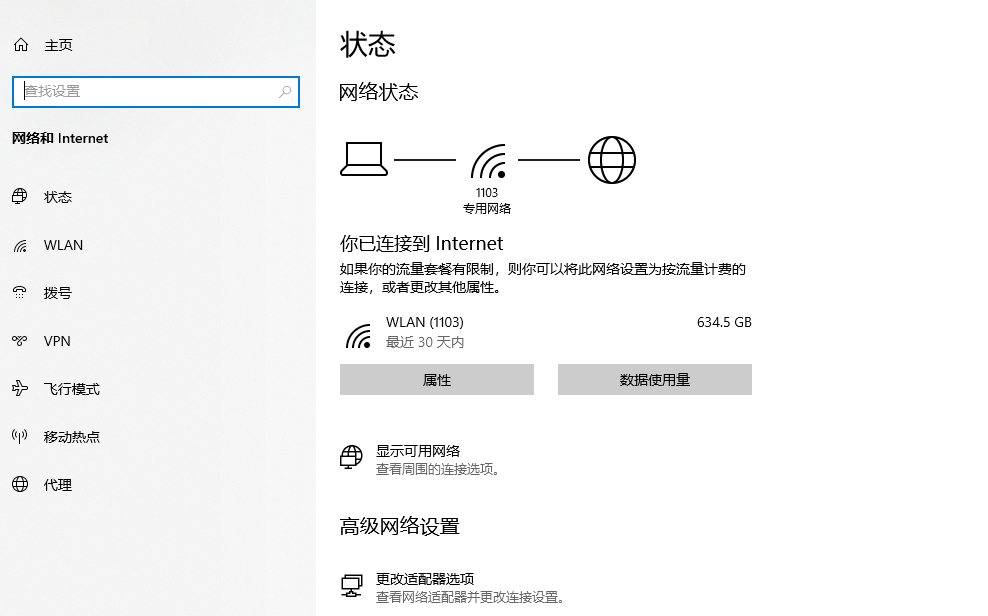 主页
查找设置
网络和 Internet
状态
WLAN
拨号
VPN
飞行模式
移动热点
代理
状态
网络状态
1103
专用网络
你已连接到 Internet
如果你的流量套餐有限制，则你可以将此网络设置为按流量计费的
连接，或者更改其他属性。
WLAN (1103)
634.5 GB
最近 30 天内
属性
数据使用量
显示可用网络
查看周围的连接选项。
高级网络设置
更改适配器选项
查看网络适配器并更改连接设置。